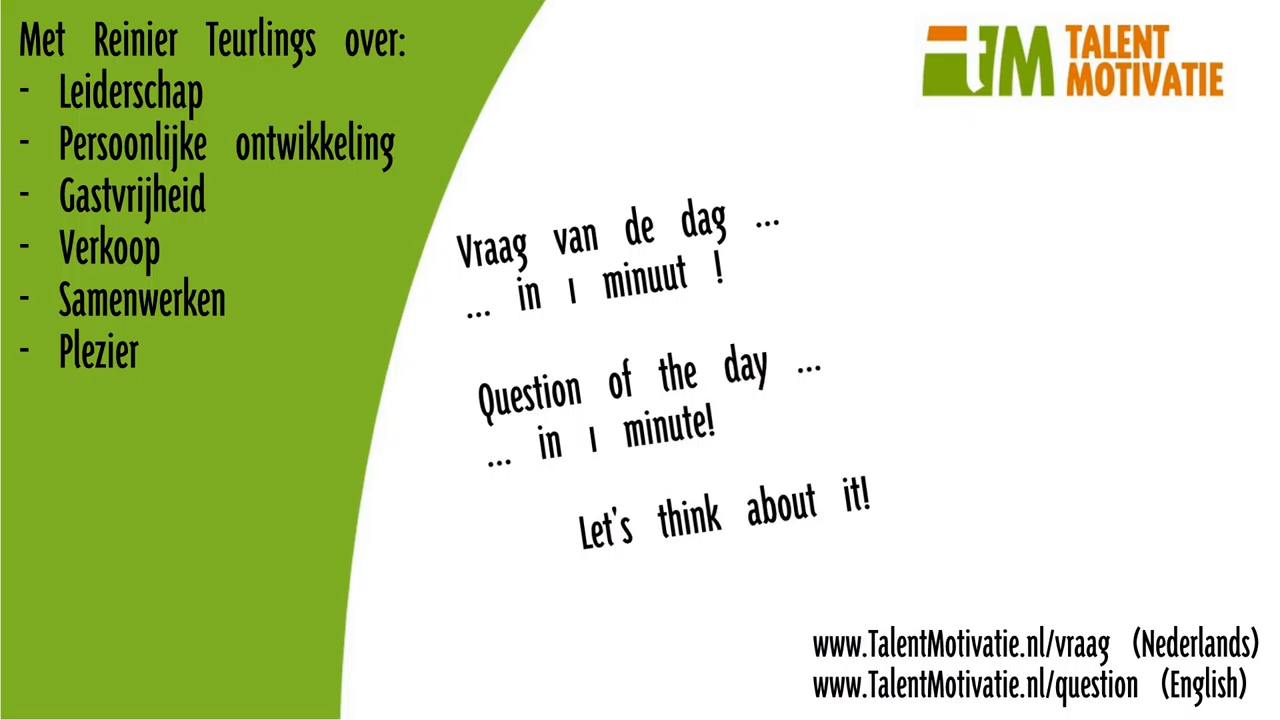 Met Reinier Teurlings over:
- Leiderschap
- Persoonlijke ontwikkeling
- Gastvrijheid
- Verkoop
- Samenwerken
- Plezier
TM TALENT
MOTIVATIE
Vraag van de dag ...
... in 1 minuut !
Question of the day ...
... in 1 minute!
Let's think about it!
www.TalentMotivatie.nl/vraag (Nederlands)
www.TalentMotivatie.nl/question (English)